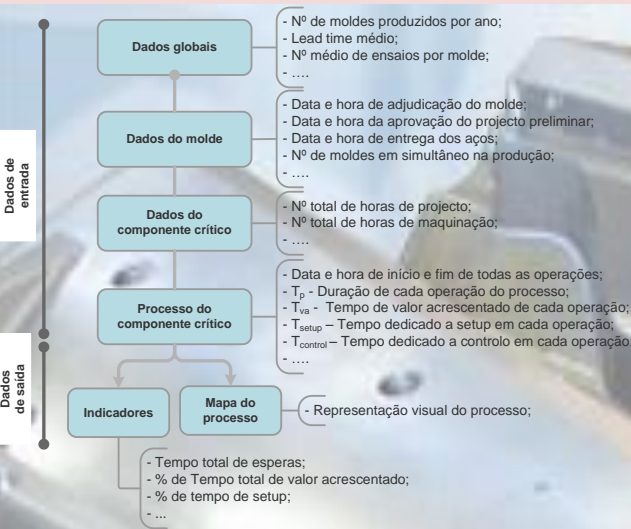 Dados de
entrada
Dados
de saída
Dados globais
- Nº de moldes produzidos por ano;
- Lead time médio;
- Nº médio de ensaios por molde;
- ....
Dados do molde
- Data e hora de adjudicação do molde;
- Data e hora da aprovação do projecto preliminar;
- Data e hora de entrega dos aços;
- Nº de moldes em simultâneo na produção;
- ....
Dados do
componente crítico
- Nº total de horas de projecto;
- Nº total de horas de maquinação;
- ....
Processo do
componente crítico
- Data e hora de início e fim de todas as operações;
- Tp - Duração de cada operação do processo;
- Tva - Tempo de valor acrescentado de cada operação;
- Tsetup – Tempo dedicado a setup em cada operação;
- Tcontrol – Tempo dedicado a controlo em cada operação
- ....
Indicadores
Mapa do
processo
- Representação visual do processo;
- Tempo total de esperas;
- % de Tempo total de valor acrescentado;
- % de tempo de setup;
- ...